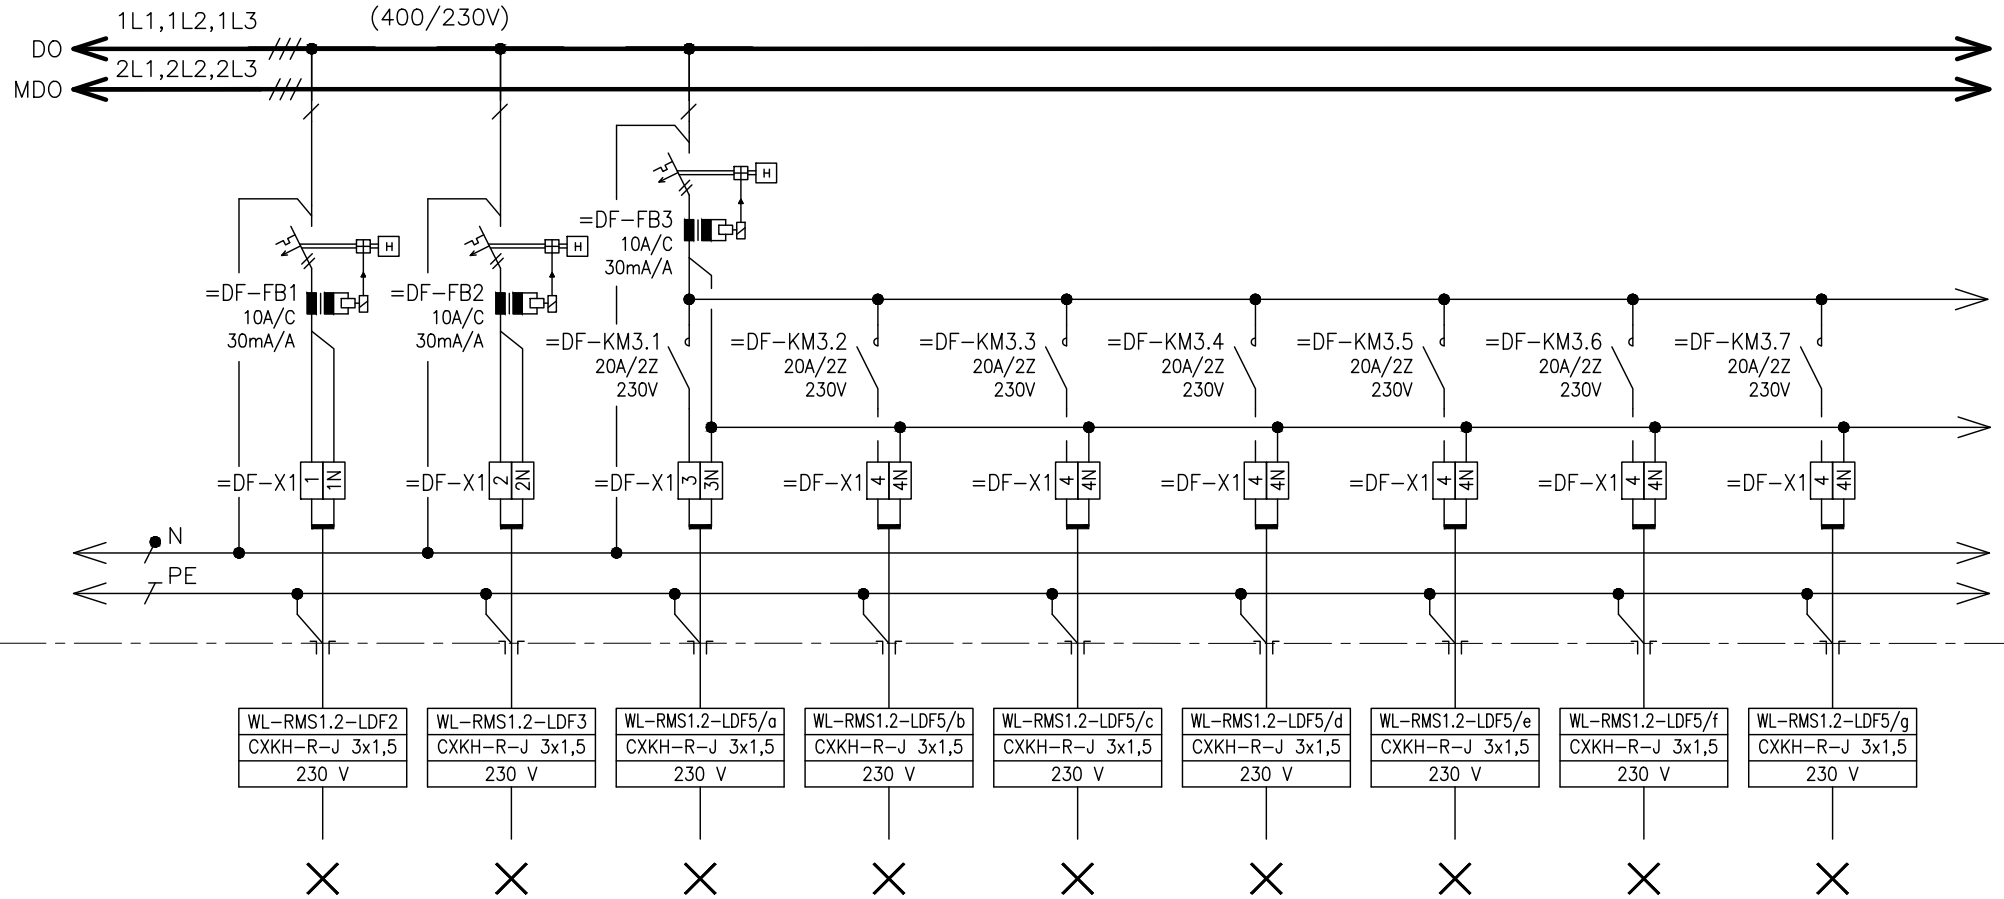 1L1,1L2,1L3 (400/230V)
DO
2L1,2L2,2L3
MDO
H
=DF-FB1
10A/C
30mA/A
H
=DF-FB2
10A/C
30mA/A
H
=DF-FB3
10A/C
30mA/A
=DF-KM3.1
20A/2Z
230V
=DF-KM3.2
20A/2Z
230V
=DF-KM3.3
20A/2Z
230V
=DF-KM3.4
20A/2Z
230V
=DF-KM3.5
20A/2Z
230V
=DF-KM3.6
20A/2Z
230V
=DF-KM3.7
20A/2Z
230V
=DF-X1 1 1N
=DF-X1 2 2N
=DF-X1 3 3N
=DF-X1 4 4N
=DF-X1 4 4N
=DF-X1 4 4N
=DF-X1 4 4N
=DF-X1 4 4N
=DF-X1 4 4N
N
PE
WL-RMS1.2-LDF2
CXKH-R-J 3x1,5
230 V
WL-RMS1.2-LDF3
CXKH-R-J 3x1,5
230 V
WL-RMS1.2-LDF5/a
CXKH-R-J 3x1,5
230 V
WL-RMS1.2-LDF5/b
CXKH-R-J 3x1,5
230 V
WL-RMS1.2-LDF5/c
CXKH-R-J 3x1,5
230 V
WL-RMS1.2-LDF5/d
CXKH-R-J 3x1,5
230 V
WL-RMS1.2-LDF5/e
CXKH-R-J 3x1,5
230 V
WL-RMS1.2-LDF5/f
CXKH-R-J 3x1,5
230 V
WL-RMS1.2-LDF5/g
CXKH-R-J 3x1,5
230 V